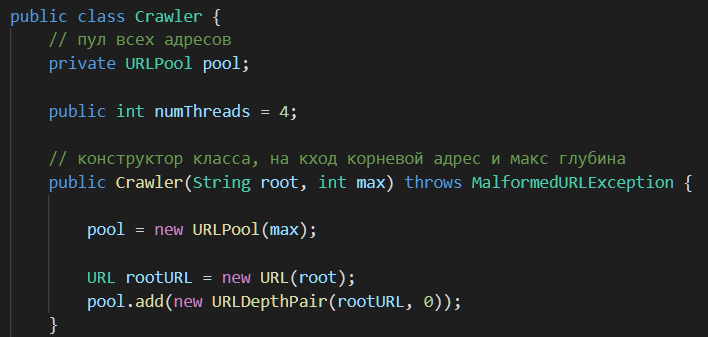 public class Crawler {
// пул всех адресов
private URLPool pool;
public int numThreads = 4;
// конструктор класса, на кход корневой адрес и макс глубина
public Crawler(String root, int max) throws MalformedURLException {
pool = new URLPool(max);
URL rootURL = new URL(root);
pool.add(new URLDepthPair(rootURL, 0));
}